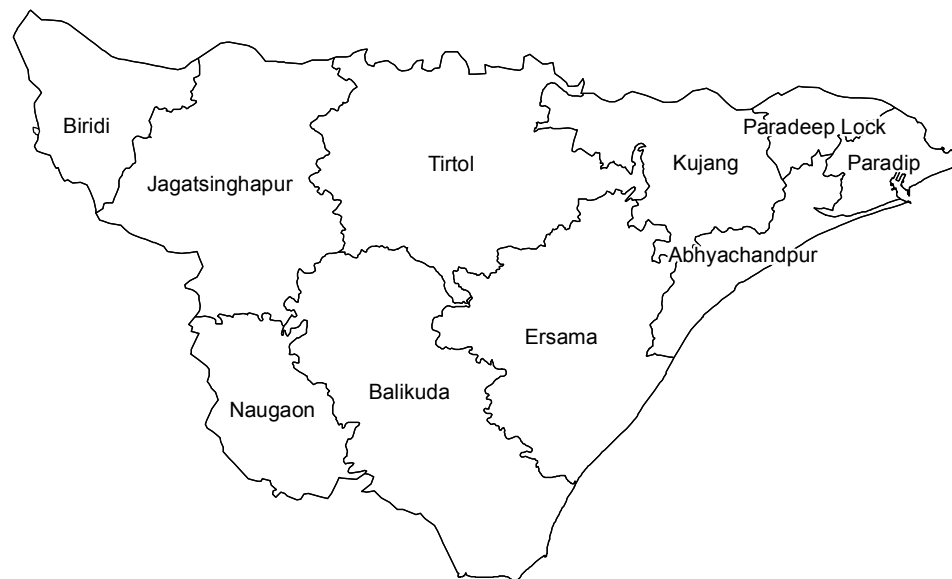 Biridi
Paradeep Lock
Tirtol
Kujang
Paradip
Jagatsinghapur
Abhyachandpur
Ersama
Balikuda
Naugaon